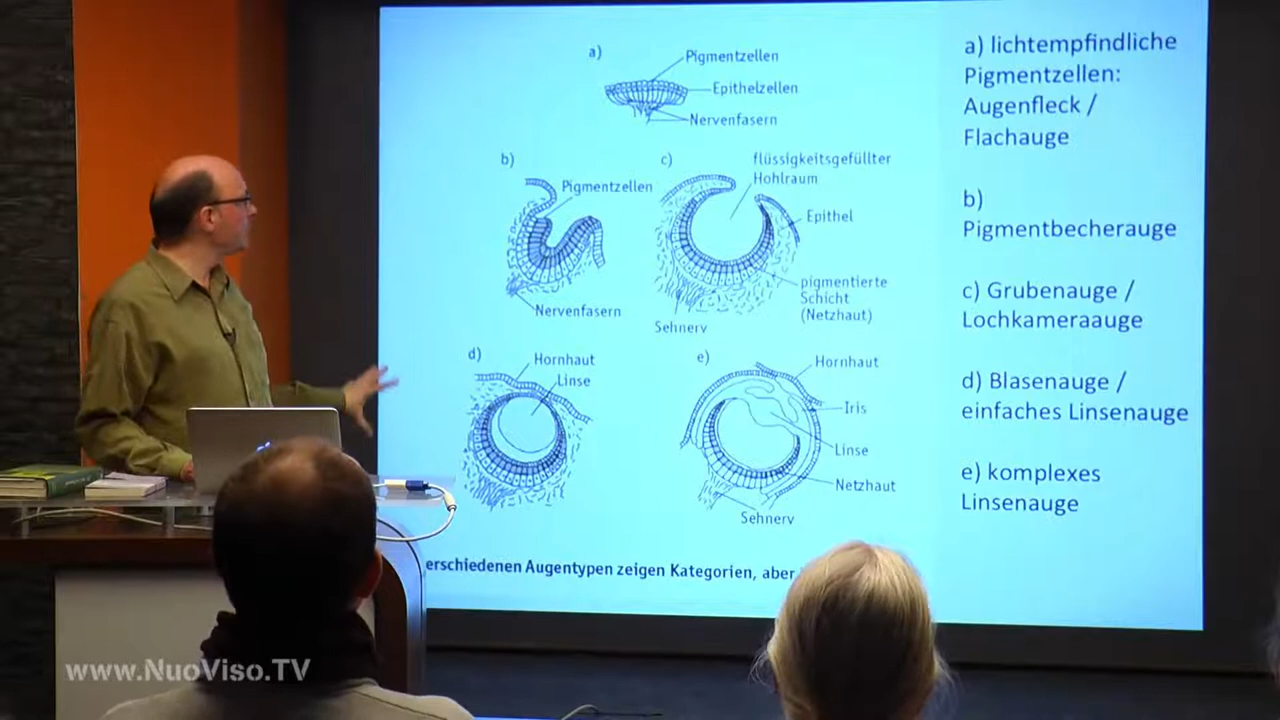 a)
Pigmentzellen
Epithelzellen
Nervenfasern
b)
Pigmentzellen
Nervenfasern
c)
flüssigkeitsgefüllter
Hohlraum
Epithel
pigmentierte
Schicht
(Netzhaut)
Sehnerv
d)
Hornhaut
Linse
e)
Hornhaut
Iris
Linse
Netzhaut
Sehnerv
erschiedenen Augentypen zeigen Kategorien, aber
a) lichtempfindliche
Pigmentzellen:
Augenfleck /
Flachauge
b)
Pigmentbecherauge
c) Grubenauge /
Lochkameraauge
d) Blasenauge /
einfaches Linsenauge
e) komplexes
Linsenauge
www.NuoViso.TV